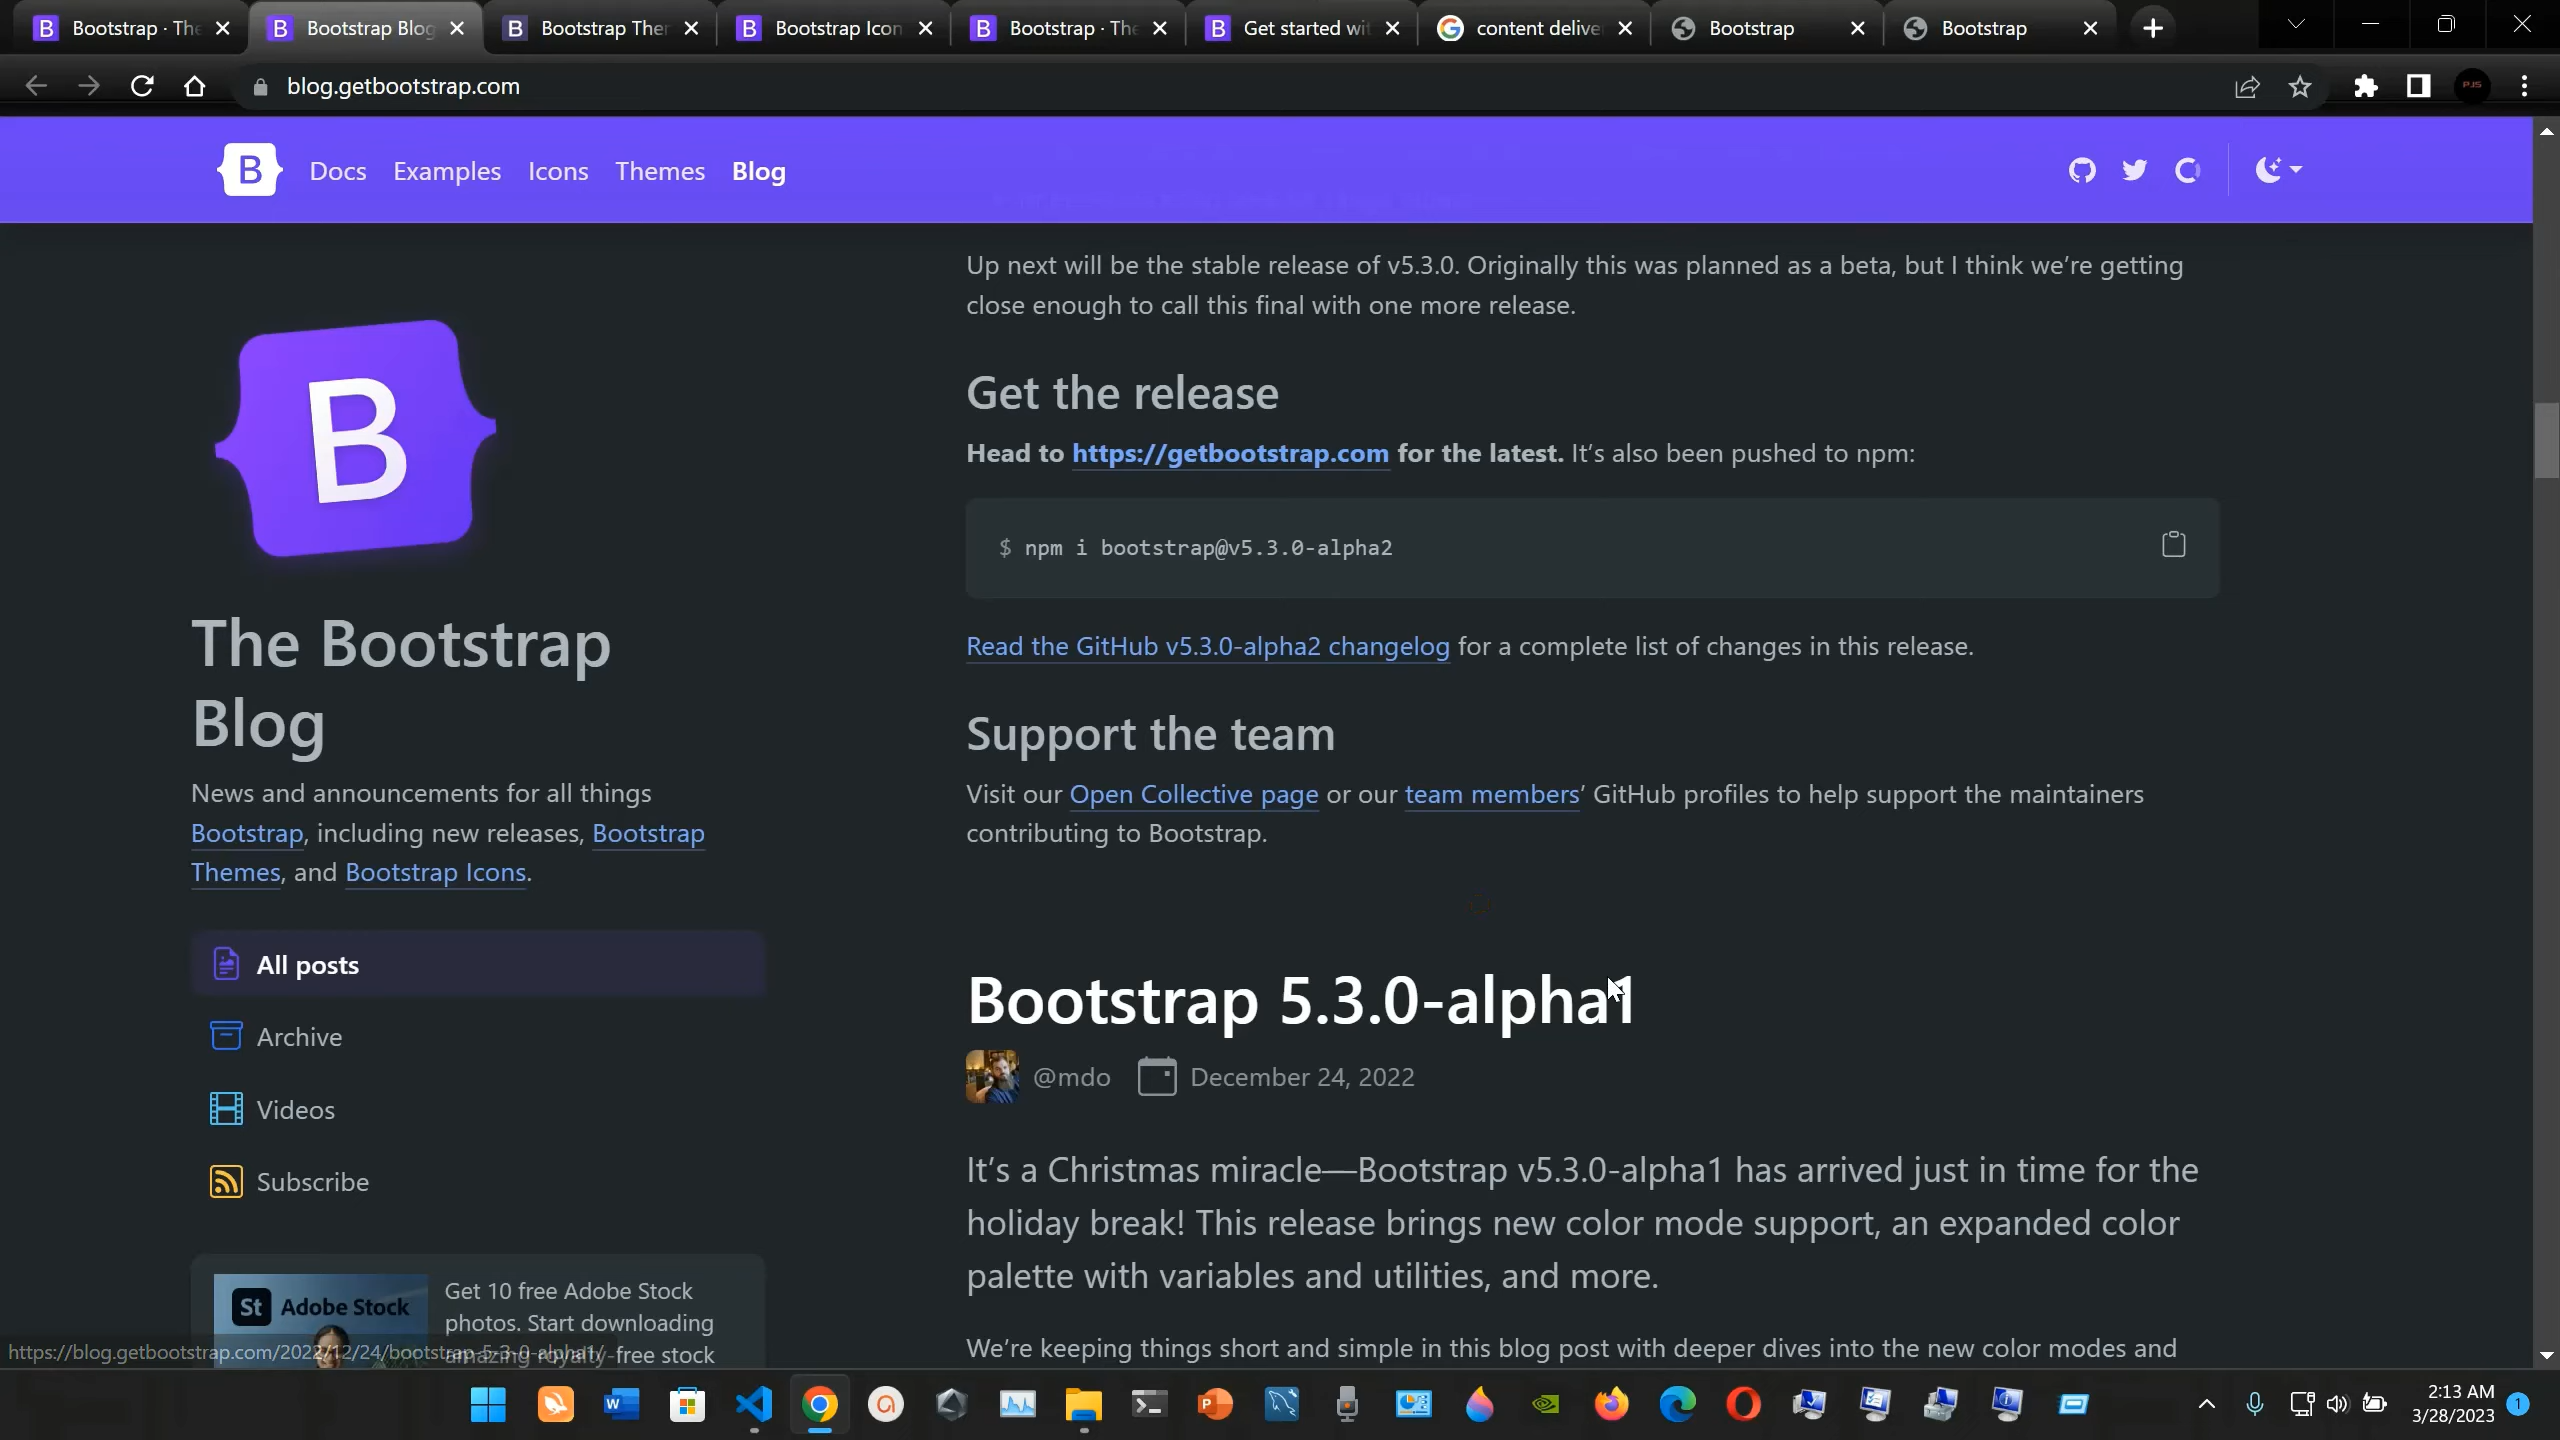 Bootstrap · The
Bootstrap Blog
Bootstrap Ther
Bootstrap Icon
Bootstrap · The
Get started wit
content delive
Bootstrap
Bootstrap
blog.getbootstrap.com
PJS
B
Docs
Examples
Icons
Themes
Blog
B
The Bootstrap
Blog
News and announcements for all things
Bootstrap, including new releases, Bootstrap
Themes, and Bootstrap Icons.
All posts
Archive
Videos
Subscribe
St Adobe Stock
Get 10 free Adobe Stock
photos. Start downloading
amazing royalty-free stock
Up next will be the stable release of v5.3.0. Originally this was planned as a beta, but I think we’re getting
close enough to call this final with one more release.
Get the release
Head to https://getbootstrap.com for the latest. It’s also been pushed to npm:
$ npm i bootstrap@v5.3.0-alpha2
Read the GitHub v5.3.0-alpha2 changelog for a complete list of changes in this release.
Support the team
Visit our Open Collective page or our team members’ GitHub profiles to help support the maintainers
contributing to Bootstrap.
Bootstrap 5.3.0-alpha1
@mdo
December 24, 2022
It’s a Christmas miracle—Bootstrap v5.3.0-alpha1 has arrived just in time for the
holiday break! This release brings new color mode support, an expanded color
palette with variables and utilities, and more.
We’re keeping things short and simple in this blog post with deeper dives into the new color modes and
https://blog.getbootstrap.com/2022/12/24/bootstrap-5-3-0-alpha1/
2:13 AM
3/28/2023
1